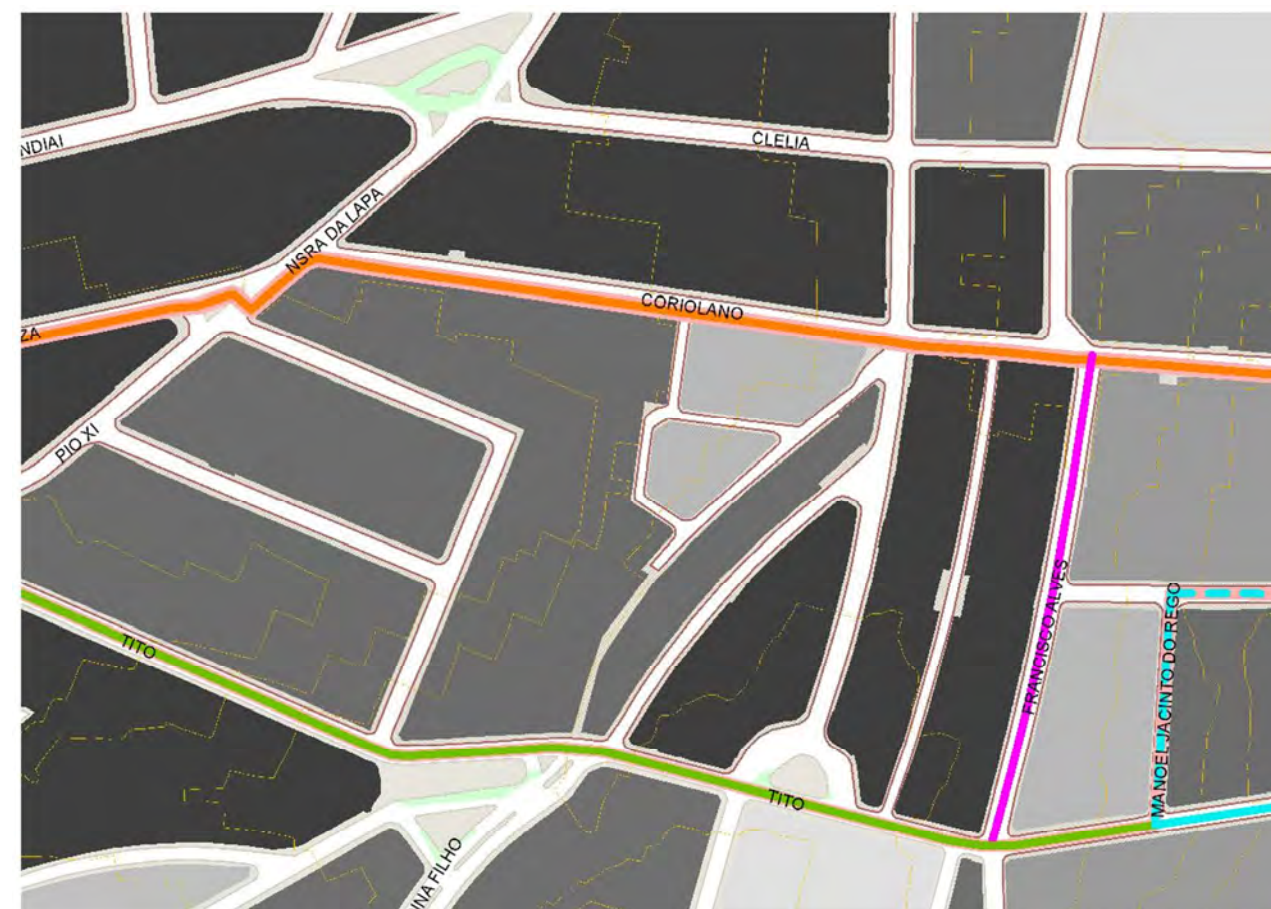 NDIAI
CLELIA
NSRA DA LAPA
CORIOLANO
ZA
PIO XI
FRANCISCO ALVES
MANOEL JACINTO DO REGO
TITO
TITO
INA FILHO